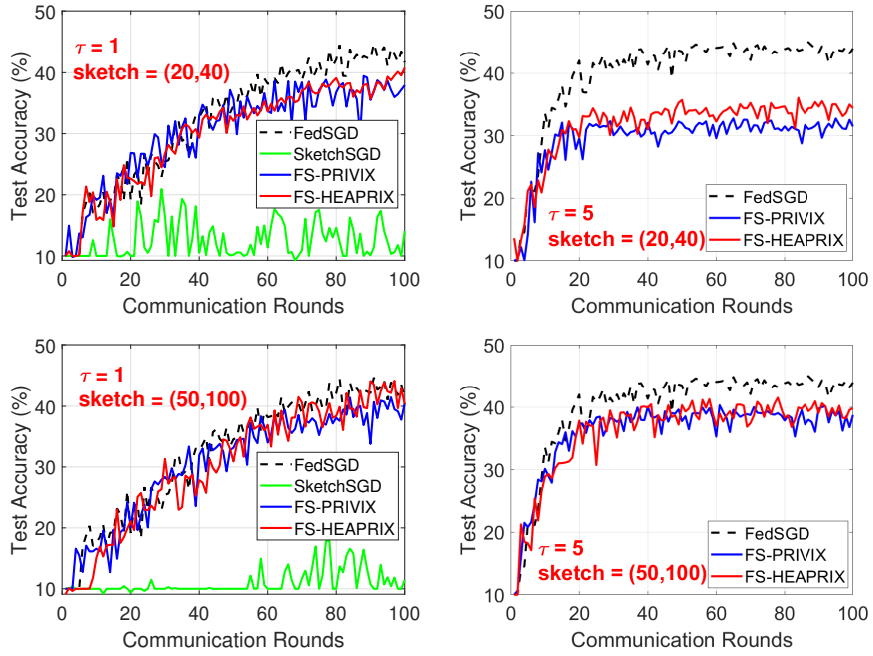 50
40
30
20
10
Test Accuracy (%)
τ = 1
sketch = (20,40)
FedSGD
SketchSGD
FS-PRIVIX
FS-HEAPRIX
0 20 40 60 80 100
Communication Rounds
50
40
30
20
10
Test Accuracy (%)
τ = 5
sketch = (20,40)
FedSGD
FS-PRIVIX
FS-HEAPRIX
0 20 40 60 80 100
Communication Rounds
50
40
30
20
10
Test Accuracy (%)
τ = 1
sketch = (50,100)
FedSGD
SketchSGD
FS-PRIVIX
FS-HEAPRIX
0 20 40 60 80 100
Communication Rounds
50
40
30
20
10
Test Accuracy (%)
τ = 5
sketch = (50,100)
FedSGD
FS-PRIVIX
FS-HEAPRIX
0 20 40 60 80 100
Communication Rounds